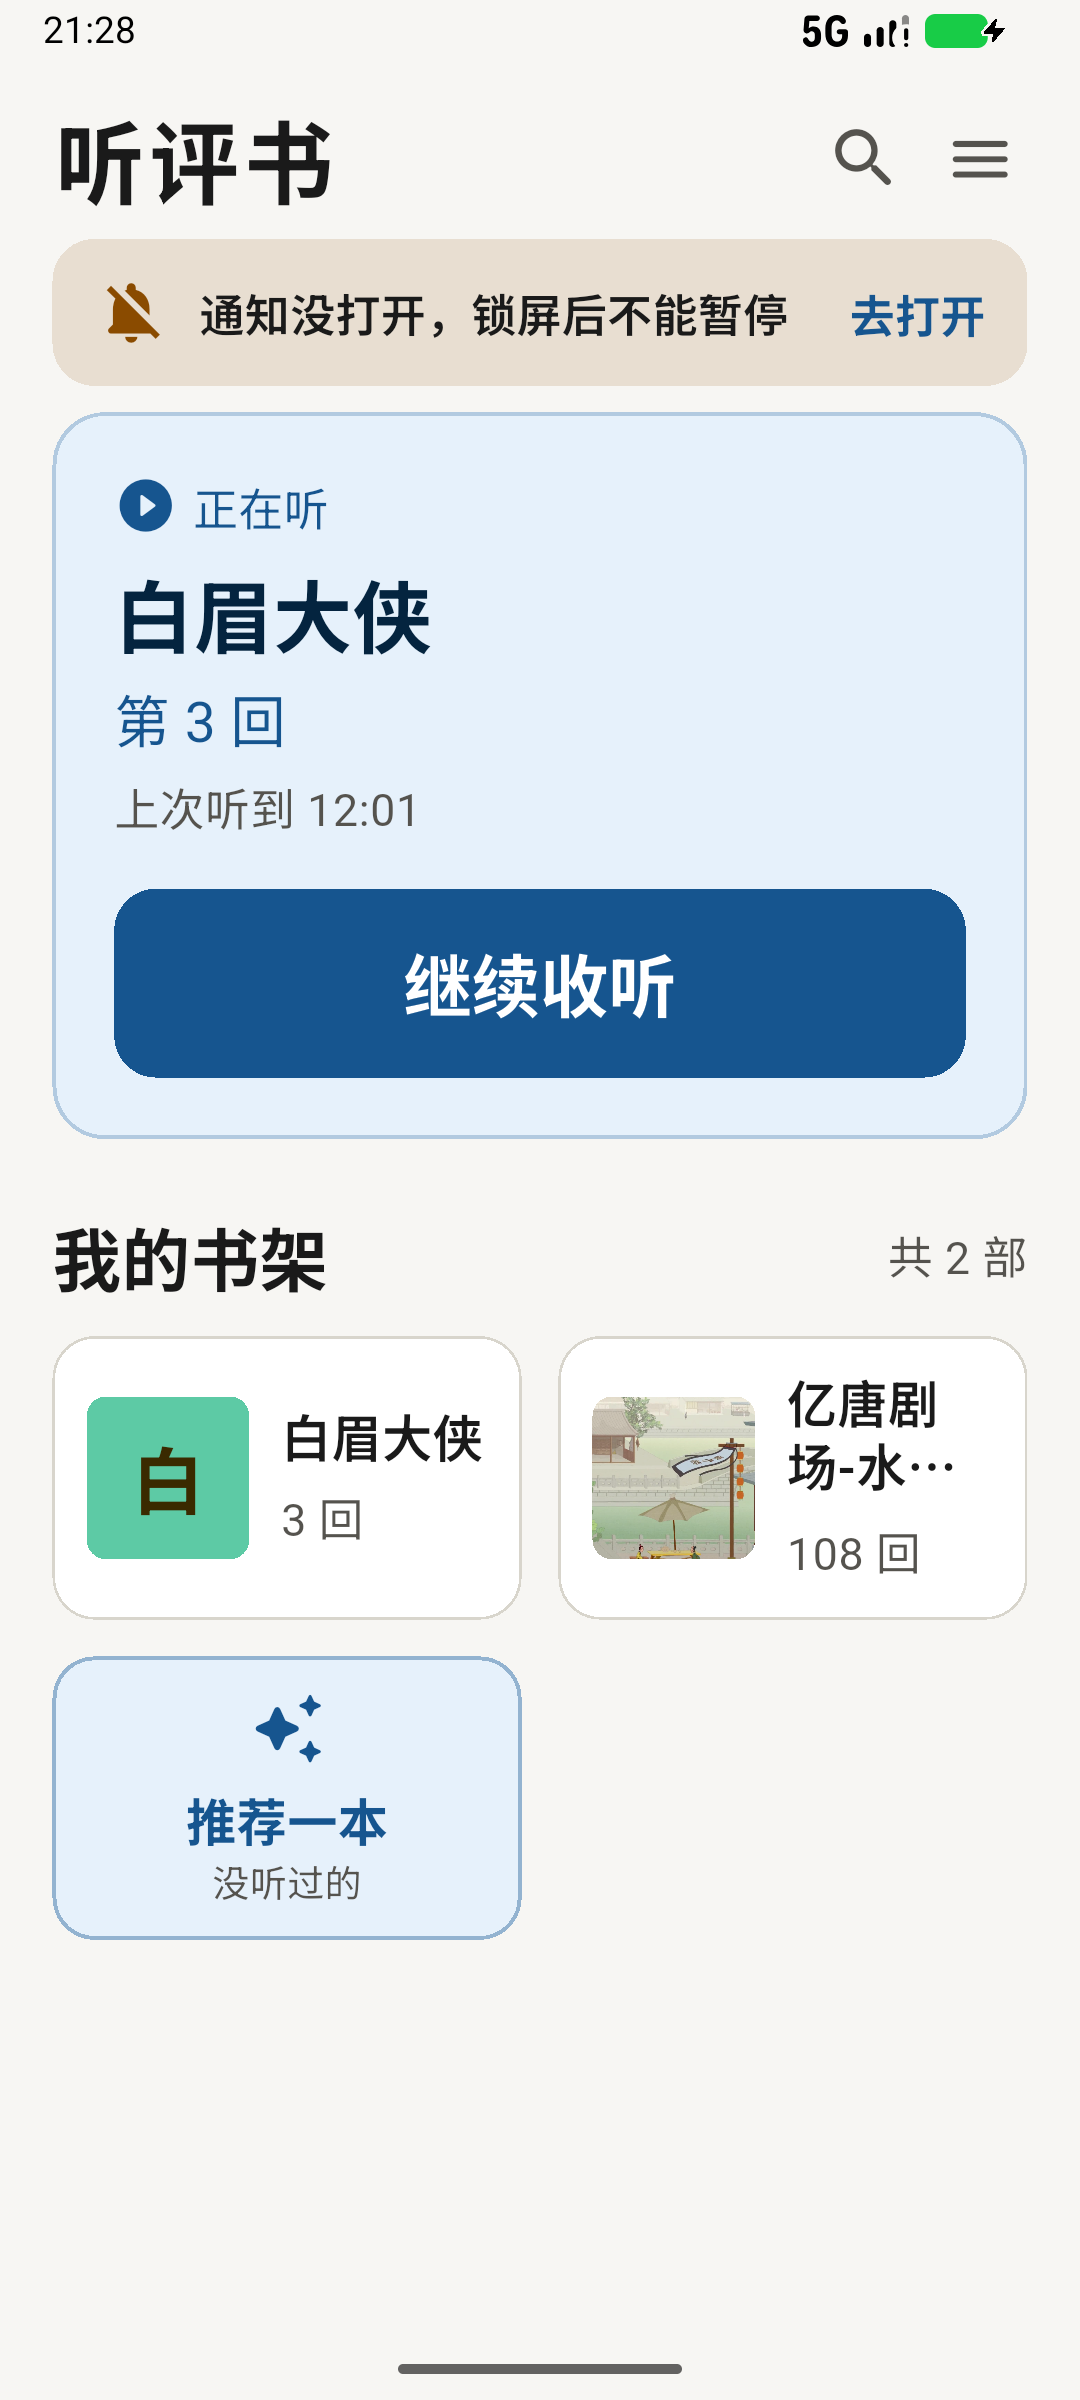 21:28
5G
听评书
通知没打开，锁屏后不能暂停 去打开
正在听
白眉大侠
第 3 回
上次听到 12:01
继续收听
我的书架
共 2 部
白
白眉大侠
3 回
亿唐剧
场-水…
108 回
推荐一本
没听过的